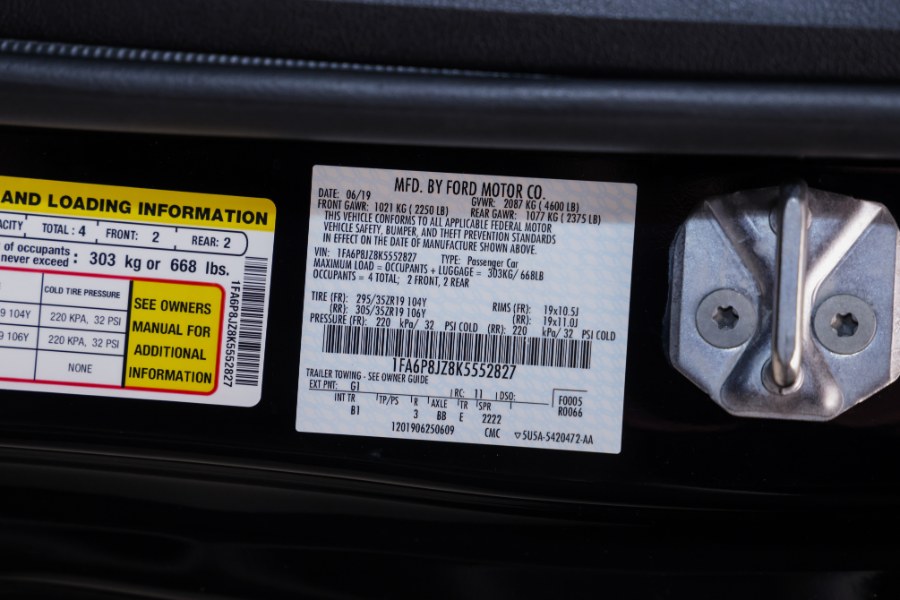 AND LOADING INFORMATION
ACITY TOTAL : 4 FRONT: 2 REAR: 2
of occupants
never exceed : 303 kg or 668 lbs.
COLD TIRE PRESSURE
9 104Y 220 KPA, 32 PSI
9 106Y 220 KPA, 32 PSI
NONE
SEE OWNERS
MANUAL FOR
ADDITIONAL
INFORMATION
1FA6P8JZ8K5552827
MFD. BY FORD MOTOR CO.
DATE: 06/19 GVWR: 2087 KG ( 4600 LB)
FRONT GAWR: 1021 KG ( 2250 LB) REAR GAWR: 1077 KG ( 2375 LB)
THIS VEHICLE CONFORMS TO ALL APPLICABLE FEDERAL MOTOR
VEHICLE SAFETY, BUMPER, AND THEFT PREVENTION STANDARDS
IN EFFECT ON THE DATE OF MANUFACTURE SHOWN ABOVE.
VIN: 1FA6P8JZ8K5552827 TYPE: Passenger Car
MAXIMUM LOAD = OCCUPANTS + LUGGAGE = 303KG/ 668LB
OCCUPANTS = 4 TOTAL; 2 FRONT, 2 REAR
TIRE (FR): 295/35ZR19 104Y RIMS (FR): 19x10.5J
(RR): 305/35ZR19 106Y (RR): 19x11.0J
PRESSURE (FR): 220 kPa/ 32 PSI COLD (RR): 220 kPa/ 32 PSI COLD
1FA6P8JZ8K5552827
TRAILER TOWING - SEE OWNER GUIDE
EXT PNT: G1 RC: 11 DSO: F0005
R0066
INT TR TP/PS R AXLE TR SPR
B1 3 BB E 2222
1201906250609 CMC ▽5U5A-5420472-AA